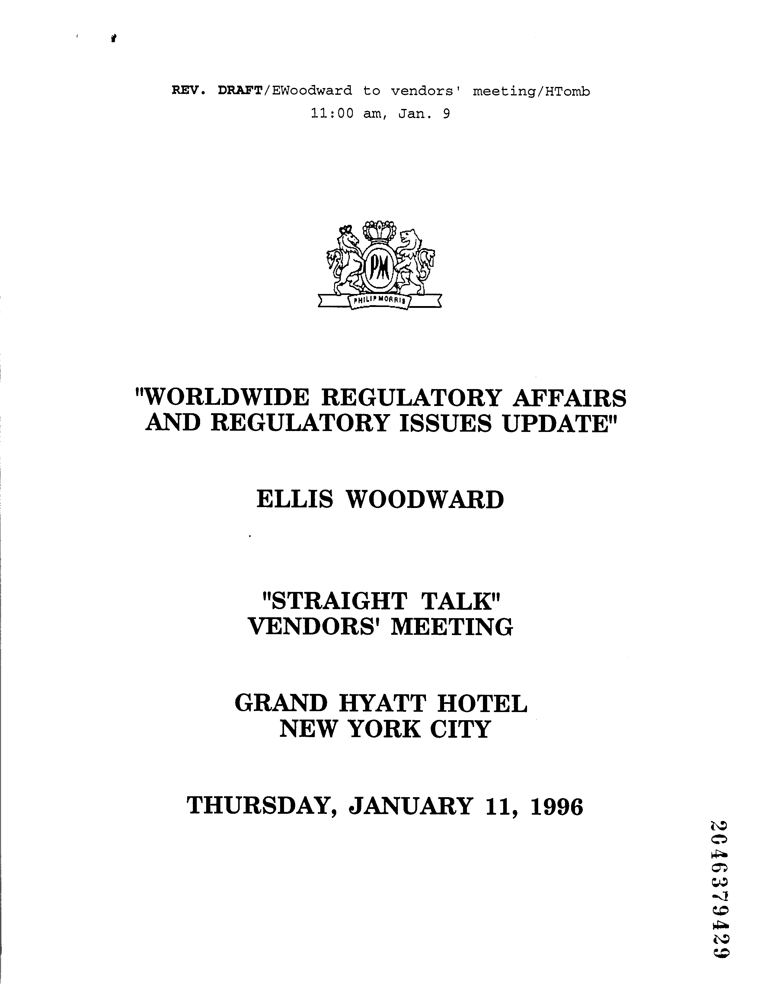 REV. DRAFT/EWoodward to vendors' meeting/HTomb
11:00 am, Jan. 9
PM
PHILIP MORRIS
"WORLDWIDE REGULATORY AFFAIRS
AND REGULATORY ISSUES UPDATE"
ELLIS WOODWARD
"STRAIGHT TALK"
VENDORS' MEETING
GRAND HYATT HOTEL
NEW YORK CITY
THURSDAY, JANUARY 11, 1996
2046379429